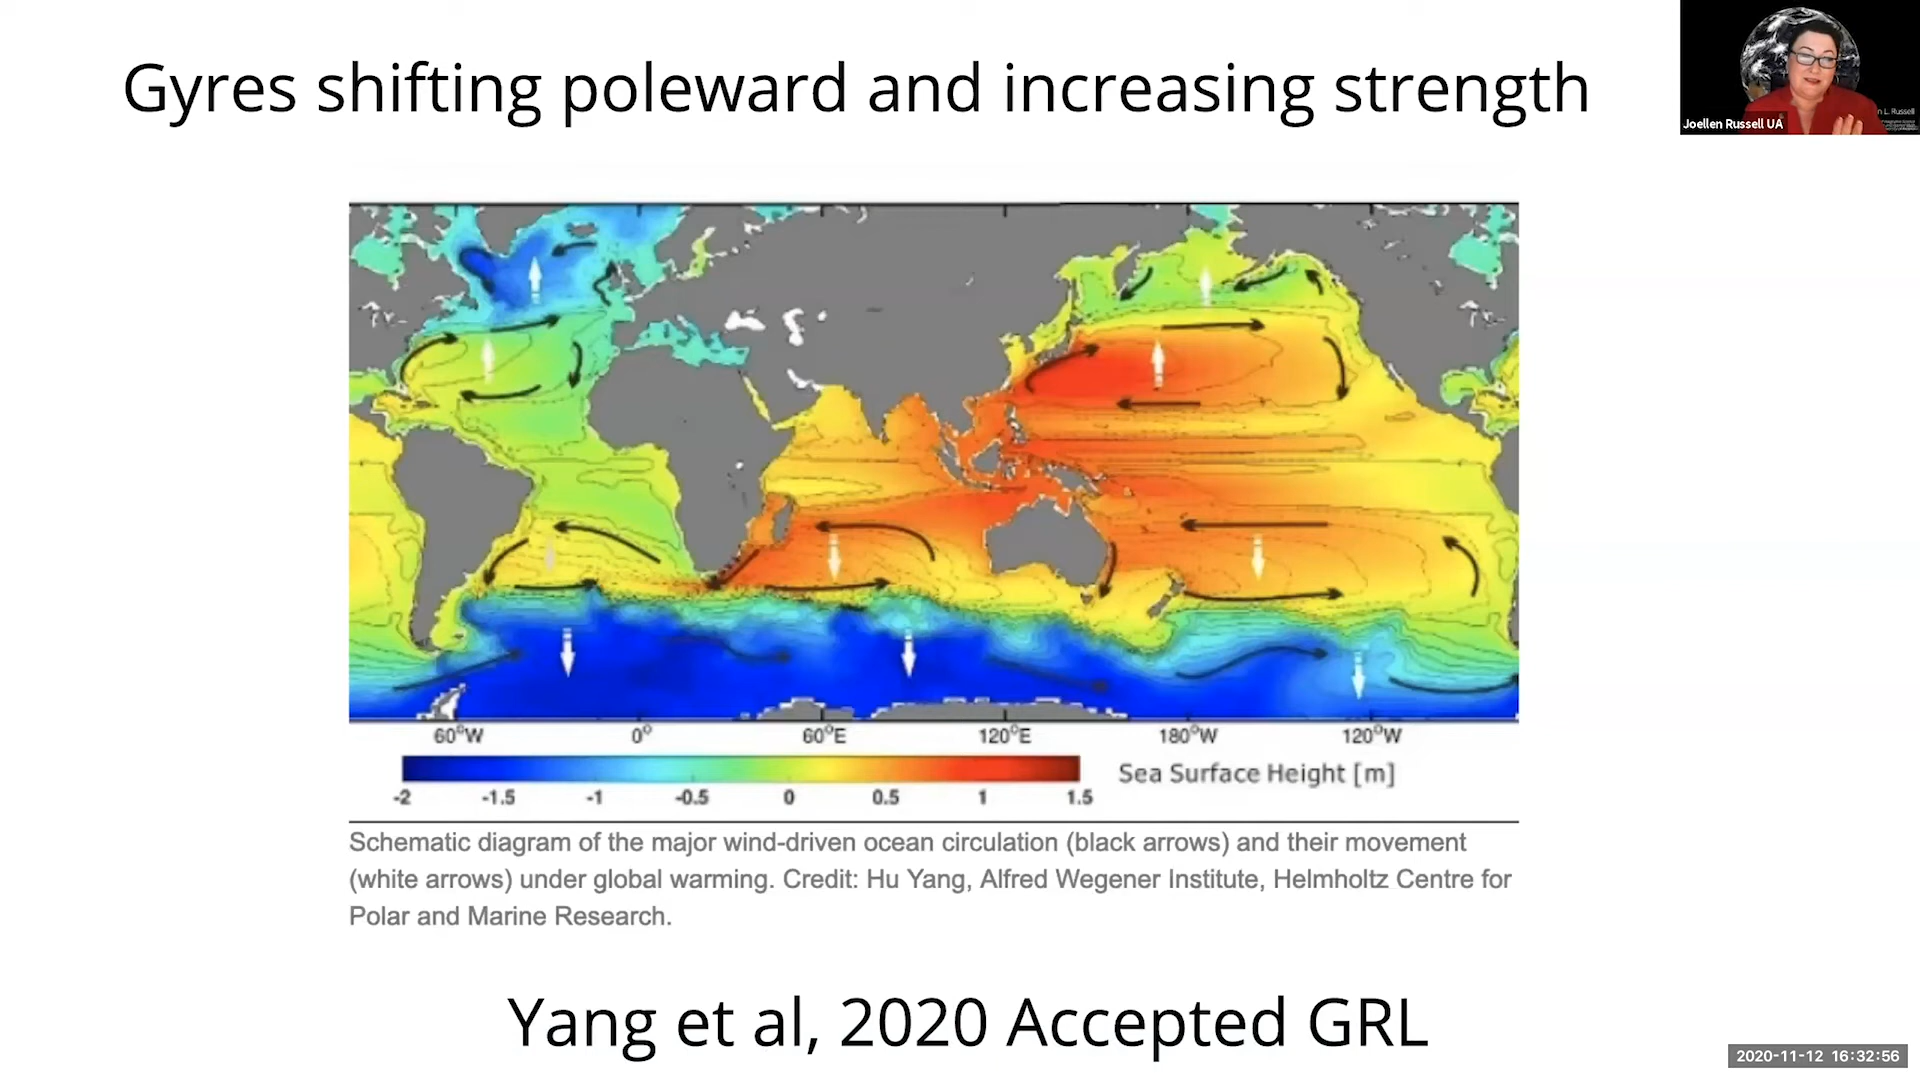 Gyres shifting poleward and increasing strength
n L. Russell
Joellen Russell UA
60°W 0° 60°E 120°E 180°W 120°W
-2 -1.5 -1 -0.5 0 0.5 1 1.5
Sea Surface Height [m]
Schematic diagram of the major wind-driven ocean circulation (black arrows) and their movement
(white arrows) under global warming. Credit: Hu Yang, Alfred Wegener Institute, Helmholtz Centre for
Polar and Marine Research.
Yang et al, 2020 Accepted GRL
2020-11-12 16:32:56